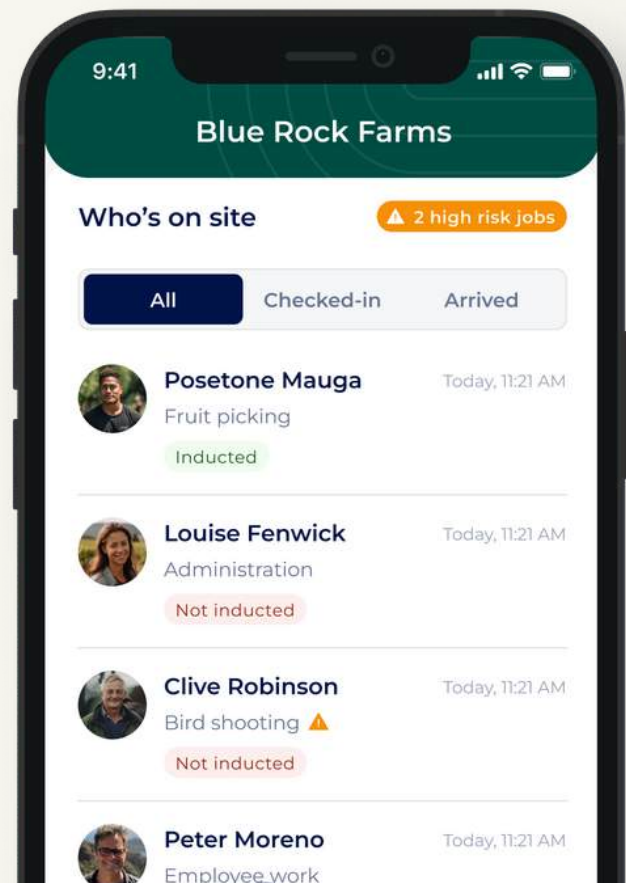 9:41
Blue Rock Farms
Who's on site
2 high risk jobs
All Checked-in Arrived
Posetone Mauga Today, 11:21 AM
Fruit picking
Inducted
Louise Fenwick Today, 11:21 AM
Administration
Not inducted
Clive Robinson Today, 11:21 AM
Bird shooting
Not inducted
Peter Moreno Today, 11:21 AM
Employee work